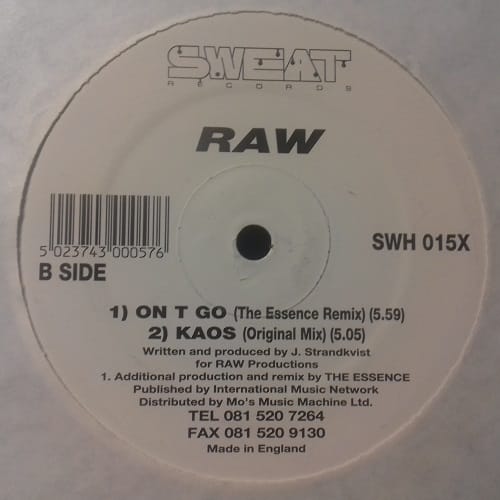 SWEAT
RECORDS
RAW
5 023743 000576
SWH 015X
B SIDE
1) ON T GO (The Essence Remix) (5.59)
2) KAOS (Original Mix) (5.05)
Written and produced by J. Strandkvist
for RAW Productions
1. Additional production and remix by THE ESSENCE
Published by International Music Network
Distributed by Mo's Music Machine Ltd.
TEL 081 520 7264
FAX 081 520 9130
Made in England